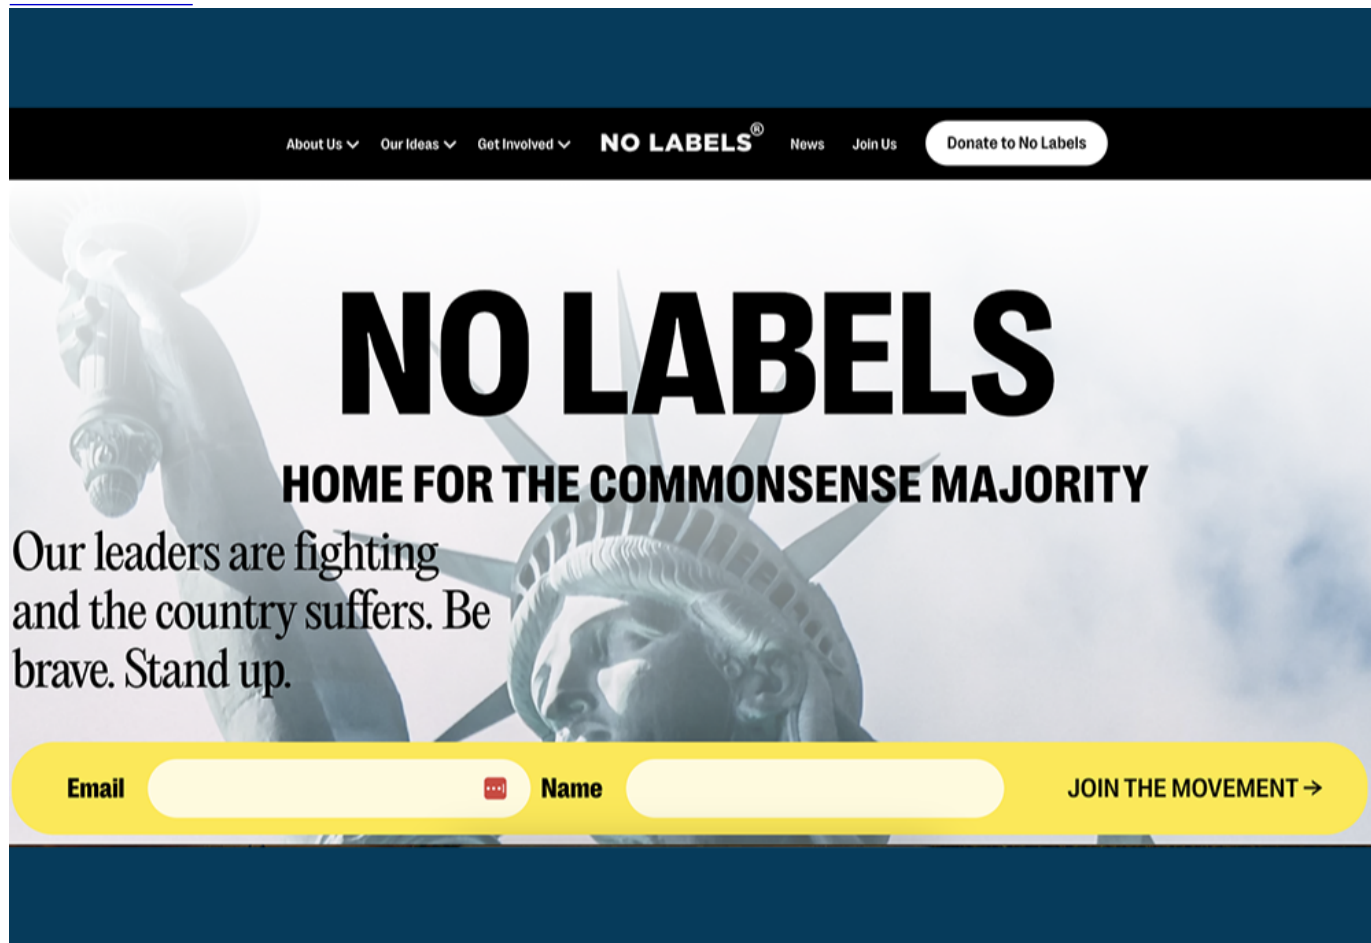 About Us Our Ideas Get Involved NO LABELS® News Join Us Donate to No Labels
NO LABELS
HOME FOR THE COMMONSENSE MAJORITY
Our leaders are fighting
and the country suffers. Be
brave. Stand up.
Email Name JOIN THE MOVEMENT →